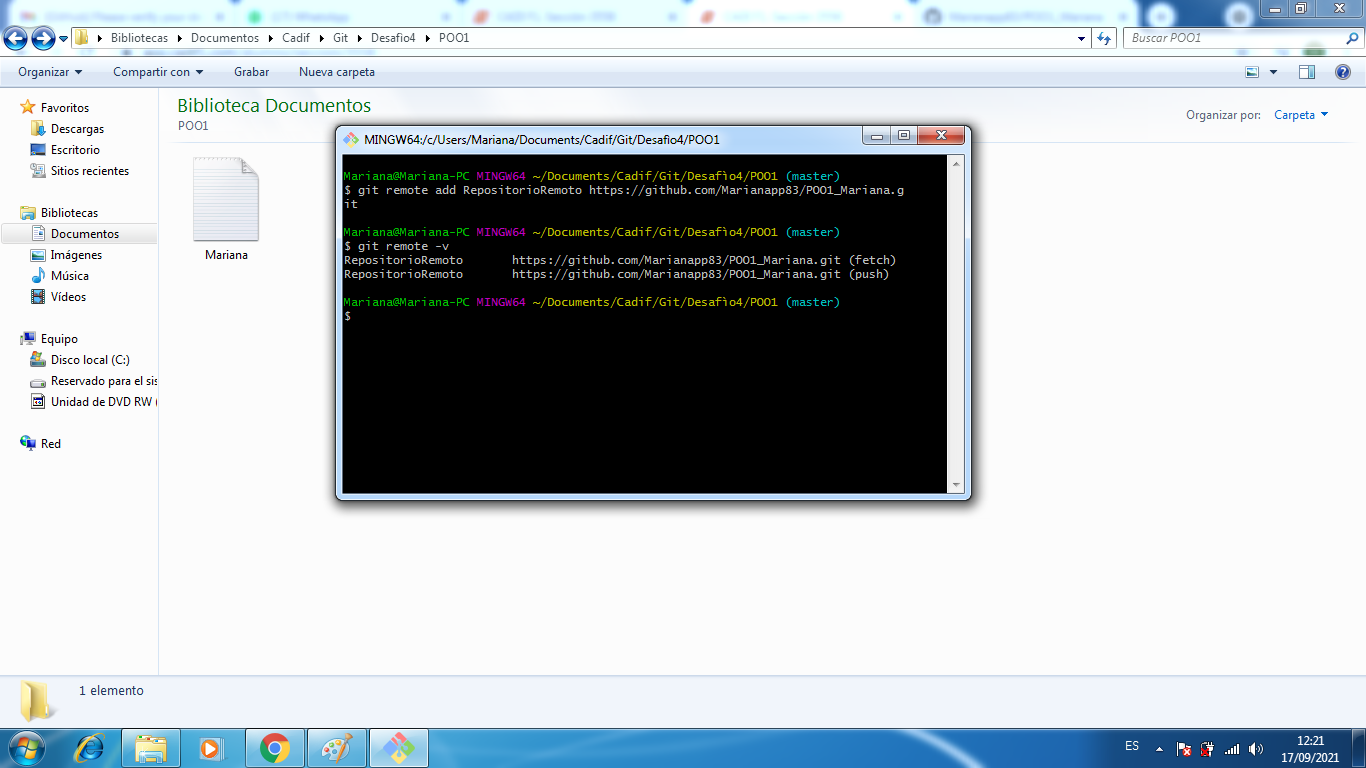 Bibliotecas Documentos Cadif Git Desafio4 POO1
Buscar POO1
Organizar Compartir con Grabar Nueva carpeta
Favoritos
Descargas
Escritorio
Sitios recientes
Bibliotecas
Documentos
Imágenes
Música
Vídeos
Equipo
Disco local (C:)
Reservado para el sis
Unidad de DVD RW (
Red
Biblioteca Documentos
POO1
Organizar por: Carpeta
Mariana
MINGW64:/c/Users/Mariana/Documents/Cadif/Git/Desafio4/POO1
Mariana@Mariana-PC MINGW64 ~/Documents/Cadif/Git/Desafio4/POO1 (master)
$ git remote add RepositorioRemoto https://github.com/Marianapp83/POO1_Mariana.g
it
Mariana@Mariana-PC MINGW64 ~/Documents/Cadif/Git/Desafio4/POO1 (master)
$ git remote -v
RepositorioRemoto https://github.com/Marianapp83/POO1_Mariana.git (fetch)
RepositorioRemoto https://github.com/Marianapp83/POO1_Mariana.git (push)
Mariana@Mariana-PC MINGW64 ~/Documents/Cadif/Git/Desafio4/POO1 (master)
$
1 elemento
ES
12:21
17/09/2021